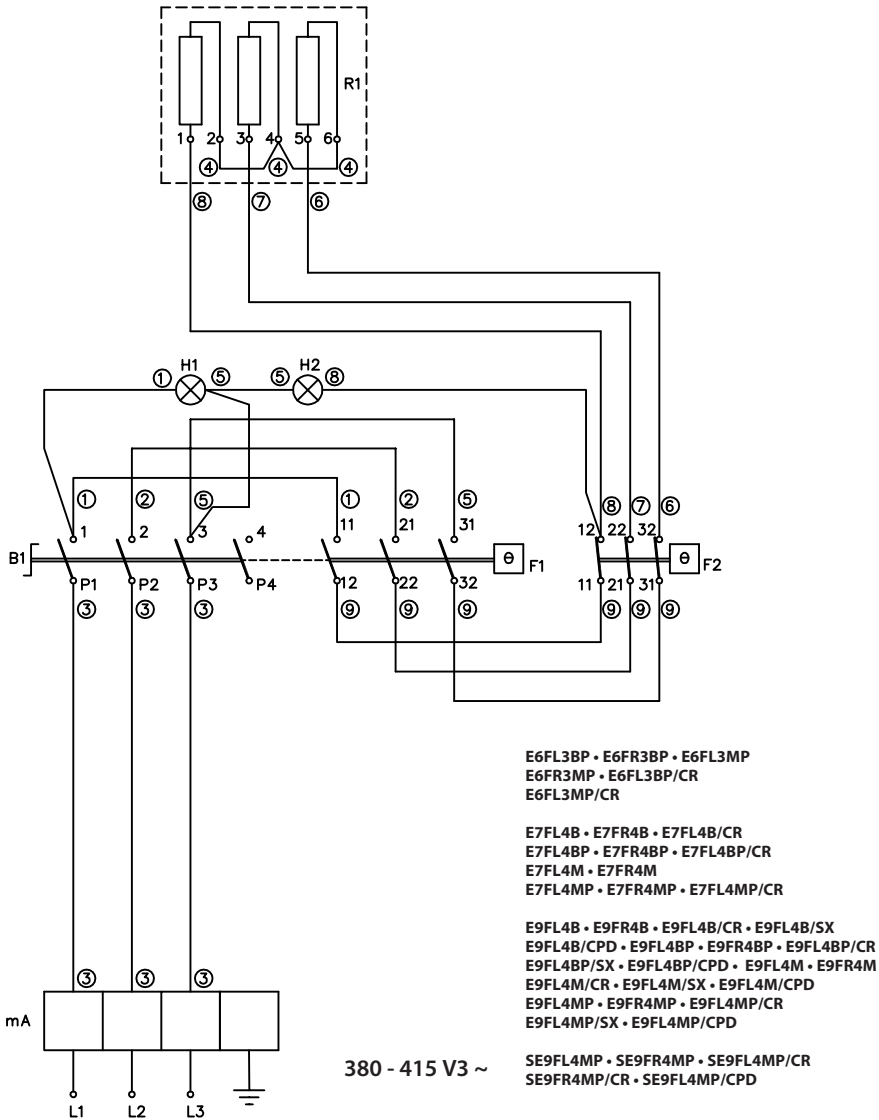 R1
1 2 3 4 5 6
④ ④ ④
⑧ ⑦ ⑥
H1 H2
① ⑤ ⑤ ⑧
① ② ⑤ ① ② ⑤ ⑧ ⑦ ⑥
1 2 3 4 11 21 31 12 22 32
B1 θ F1 θ F2
P1 P2 P3 P4 12 22 32 11 21 31
③ ③ ③ ⑨ ⑨ ⑨ ⑨ ⑨ ⑨
E6FL3BP • E6FR3BP • E6FL3MP
E6FR3MP • E6FL3BP/CR
E6FL3MP/CR
E7FL4B • E7FR4B • E7FL4B/CR
E7FL4BP • E7FR4BP • E7FL4BP/CR
E7FL4M • E7FR4M
E7FL4MP • E7FR4MP • E7FL4MP/CR
E9FL4B • E9FR4B • E9FL4B/CR • E9FL4B/SX
E9FL4B/CPD • E9FL4BP • E9FR4BP • E9FL4BP/CR
E9FL4BP/SX • E9FL4BP/CPD • E9FL4M • E9FR4M
E9FL4M/CR • E9FL4M/SX • E9FL4M/CPD
E9FL4MP • E9FR4MP • E9FL4MP/CR
E9FL4MP/SX • E9FL4MP/CPD
SE9FL4MP • SE9FR4MP • SE9FL4MP/CR
SE9FR4MP/CR • SE9FL4MP/CPD
③ ③ ③
mA
380 - 415 V3 ~
L1 L2 L3